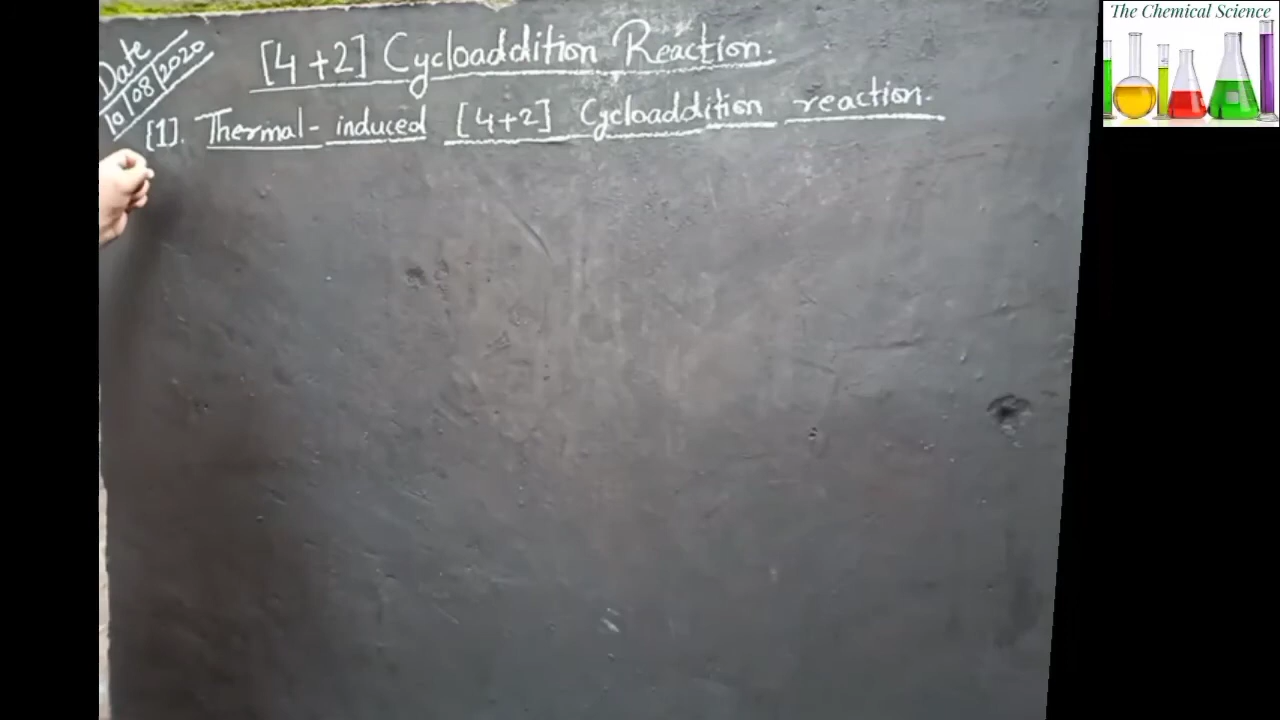 The Chemical Science
Date
10/08/2020
[4+2] Cycloaddition Reaction.
[1]. Thermal-induced [4+2] Cycloaddition reaction.